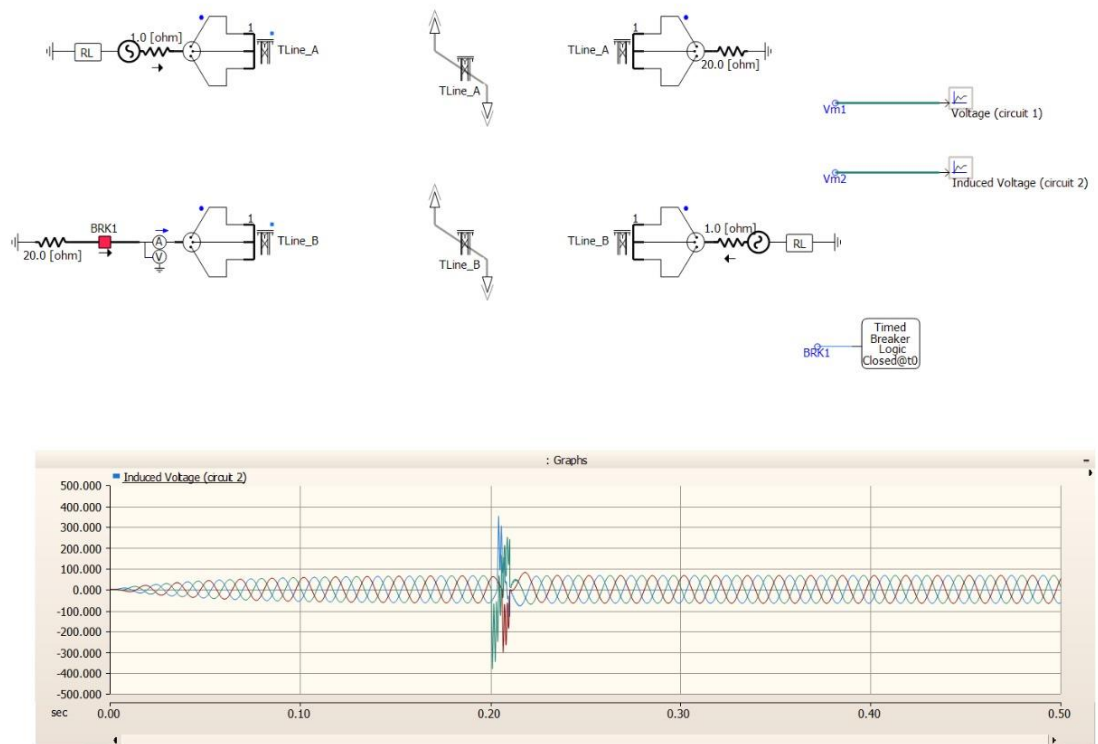 1.0 [ohm]
RL
1
TLine_A
TLine_A
TLine_A
1
20.0 [ohm]
Vm1
Voltage (circuit 1)
Vm2
Induced Voltage (circuit 2)
BRK1
20.0 [ohm]
A
V
1
TLine_B
TLine_B
TLine_B
1
1.0 [ohm]
RL
BRK1
Timed
Breaker
Logic
Closed@t0
: Graphs
Induced Voltage (circuit 2)
500.000
400.000
300.000
200.000
100.000
0.000
-100.000
-200.000
-300.000
-400.000
-500.000
sec 0.00 0.10 0.20 0.30 0.40 0.50